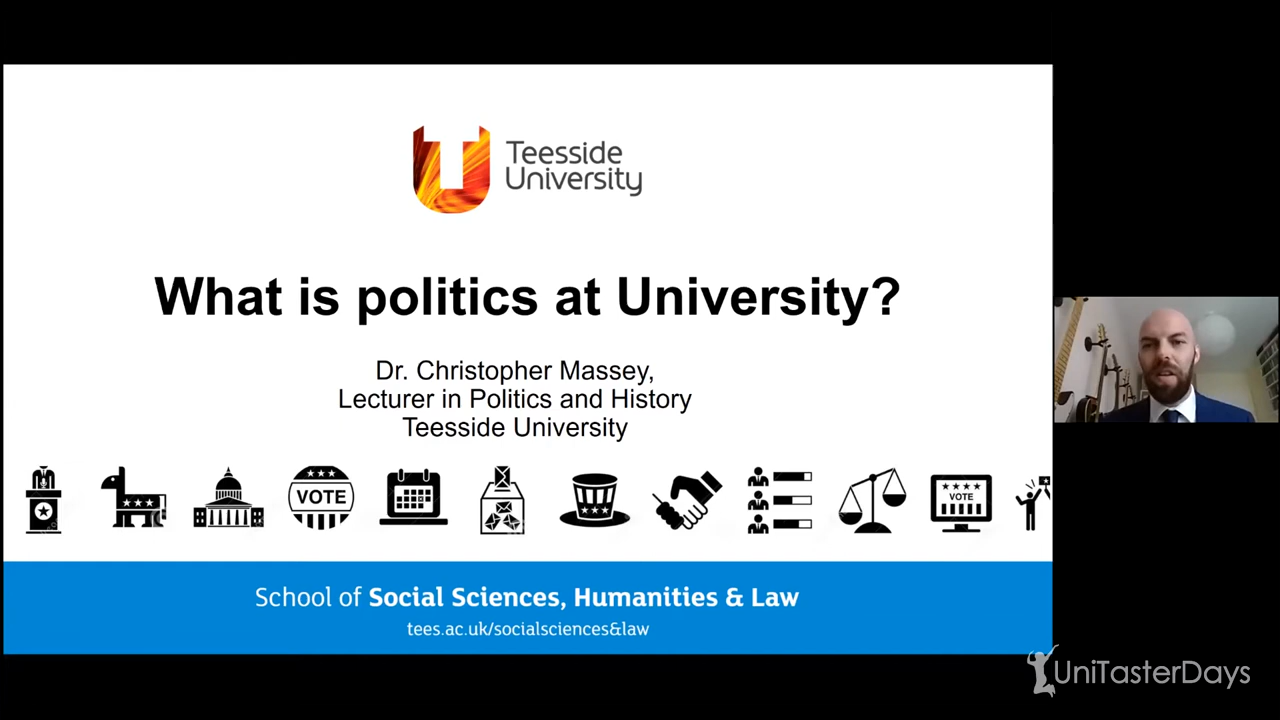 Teesside
University
What is politics at University?
Dr. Christopher Massey,
Lecturer in Politics and History
Teesside University
VOTE
VOTE
School of Social Sciences, Humanities & Law
tees.ac.uk/socialsciences&law
UniTasterDays